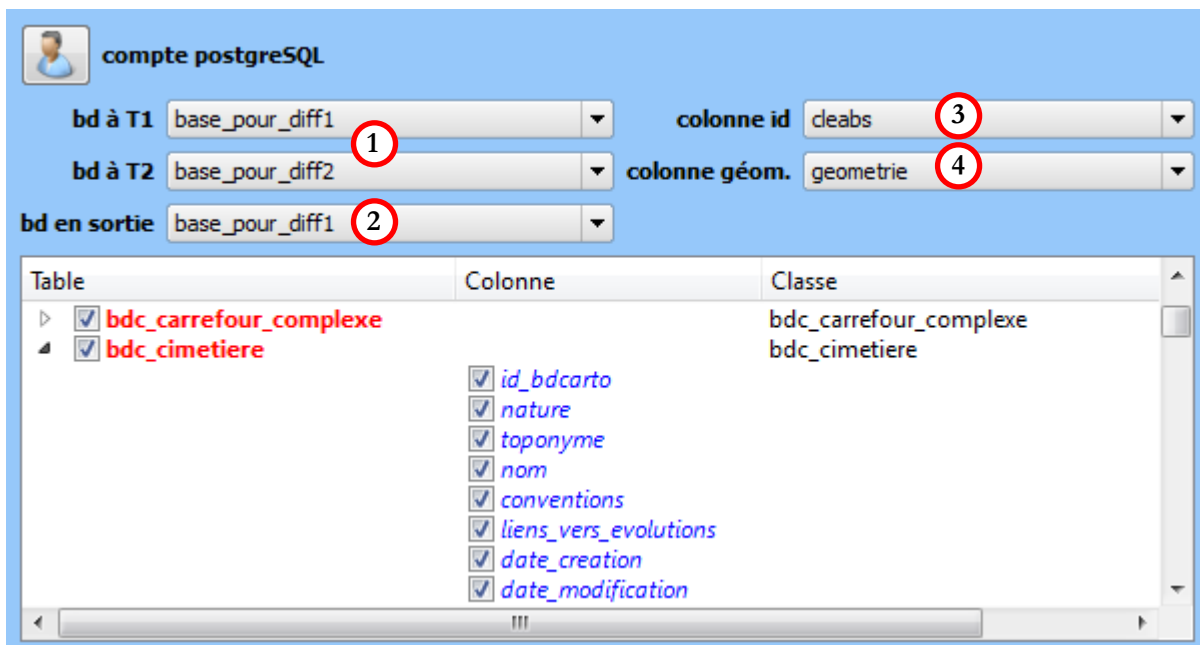 compte postgreSQL
bd à T1 base_pour_diff1 colonne id cleabs 3
1
bd à T2 base_pour_diff2 colonne géom. geometrie 4
bd en sortie base_pour_diff1 2
Table Colonne Classe
bdc_carrefour_complexe bdc_carrefour_complexe
bdc_cimetiere bdc_cimetiere
id_bdcarto
nature
toponyme
nom
conventions
liens_vers_evolutions
date_creation
date_modification